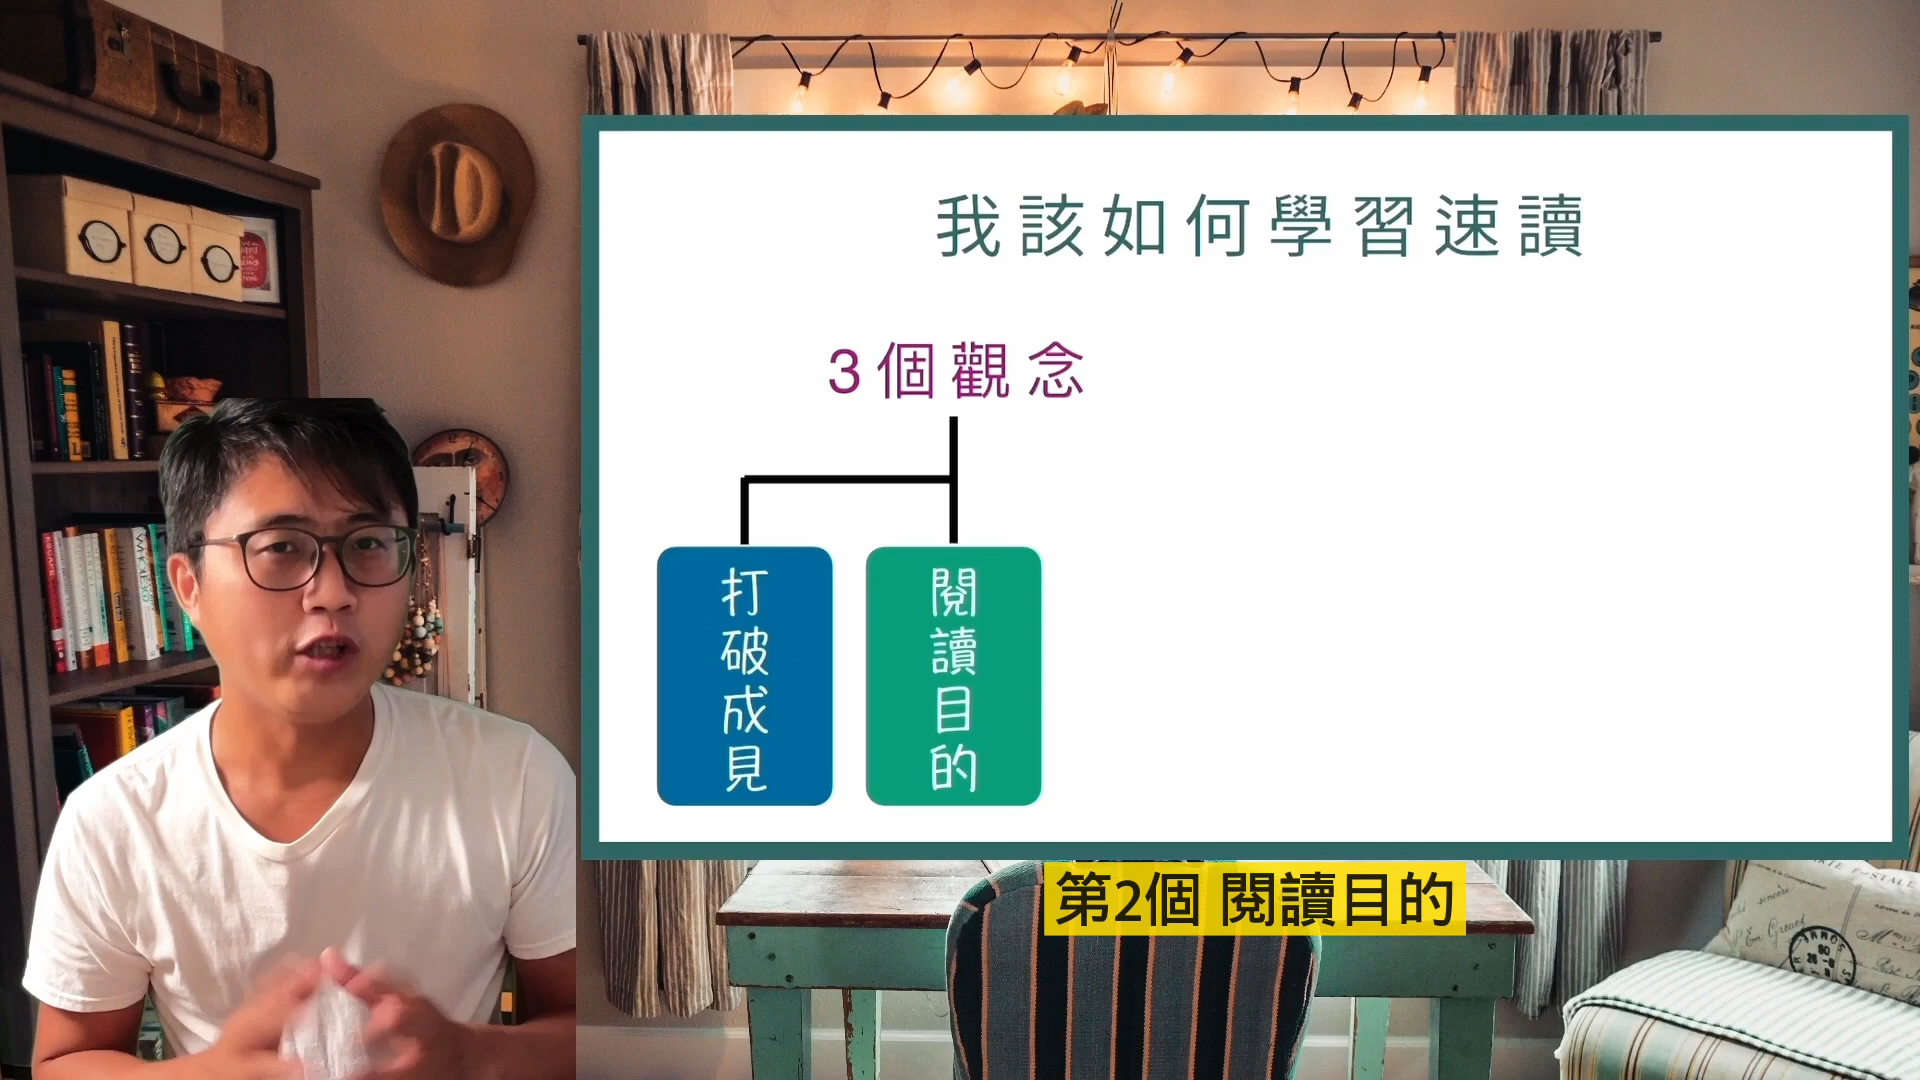 我該如何學習速讀
3個觀念
打破成見
閱讀目的
第2個 閱讀目的